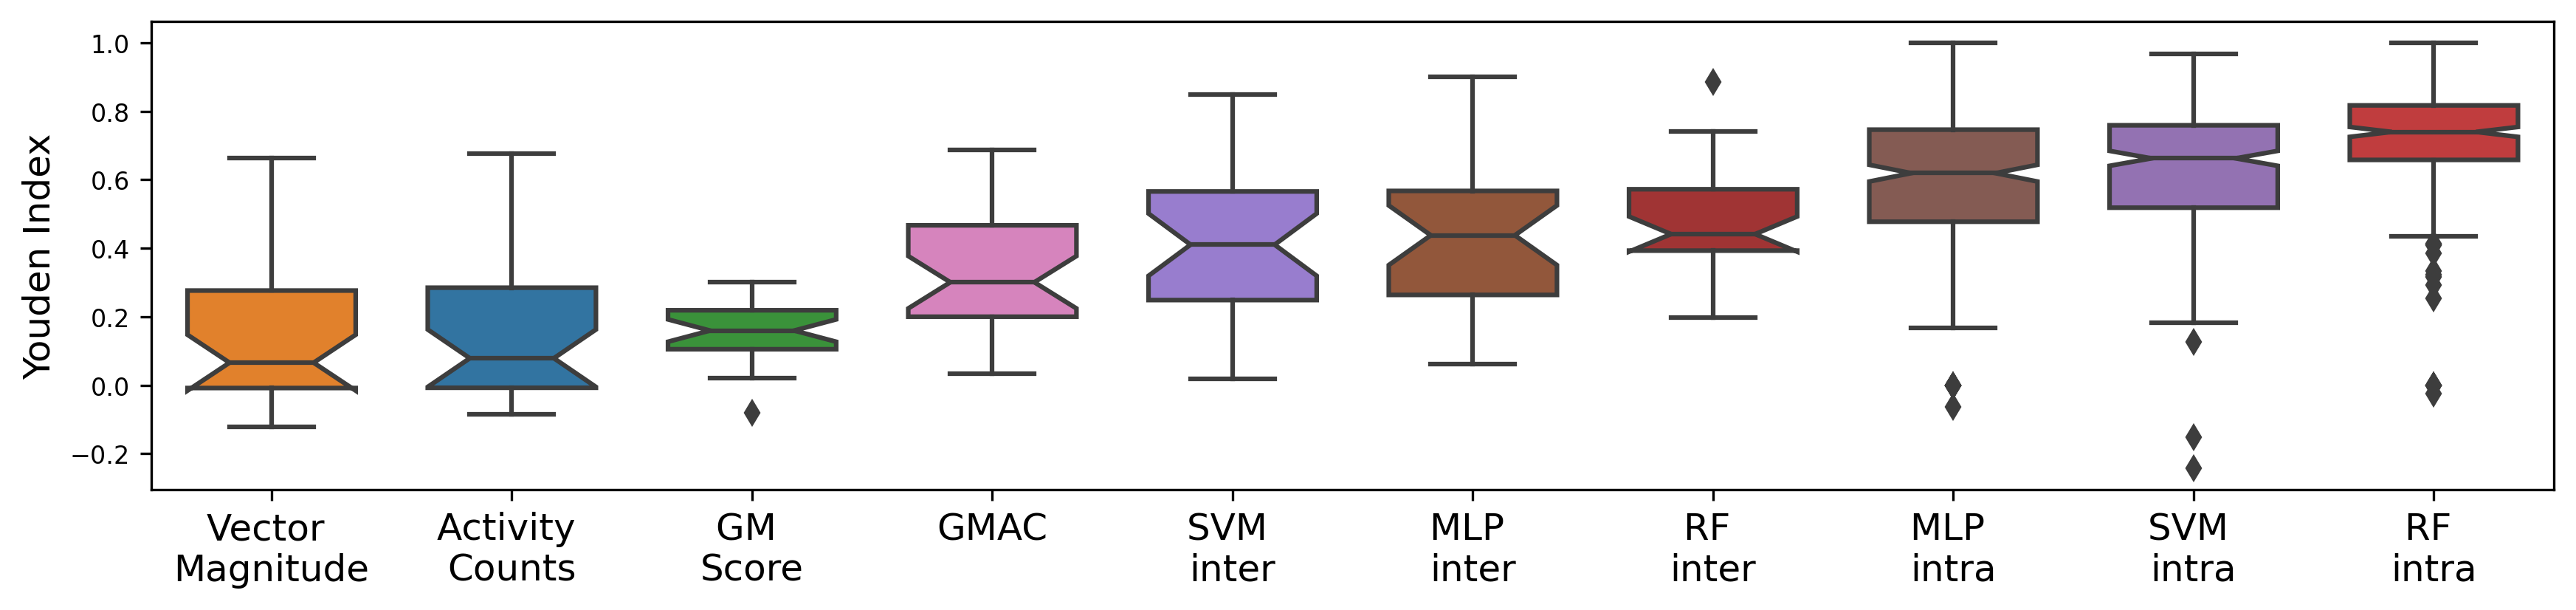 Youden Index
1.0
0.8
0.6
0.4
0.2
0.0
−0.2
Vector
Magnitude
Activity
Counts
GM
Score
GMAC
SVM
inter
MLP
inter
RF
inter
MLP
intra
SVM
intra
RF
intra